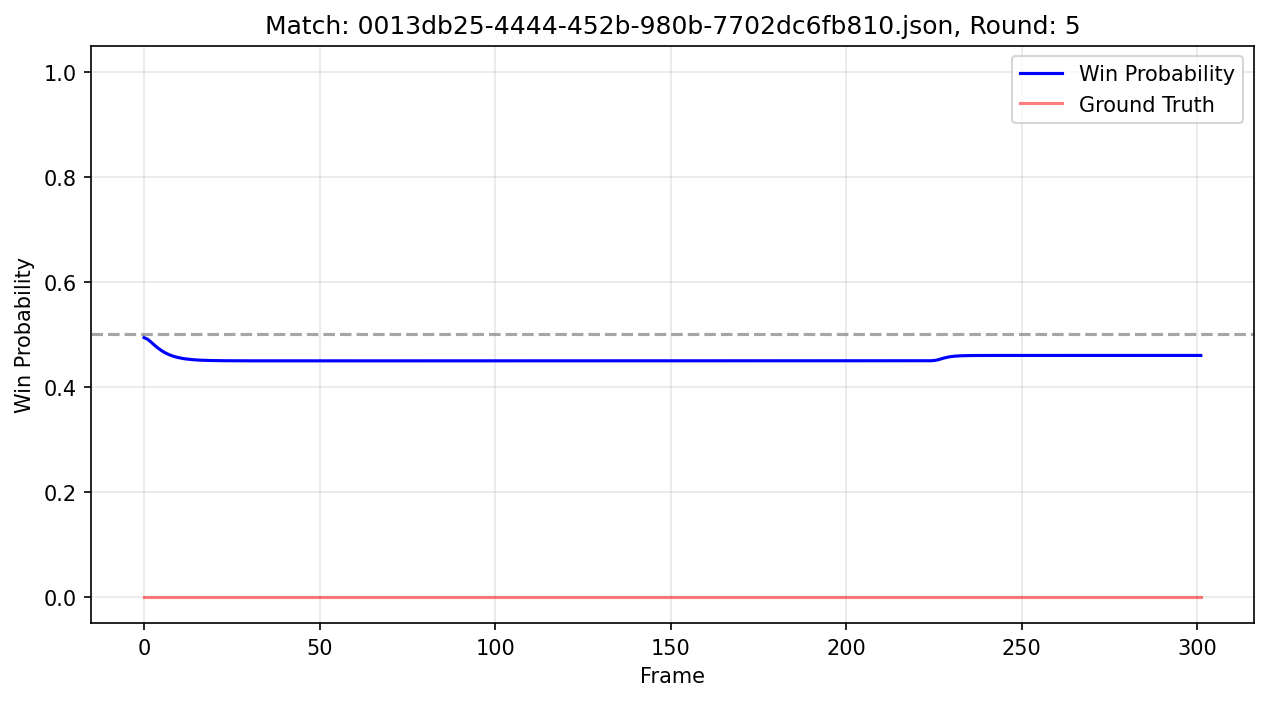 Match: 0013db25-4444-452b-980b-7702dc6fb810.json, Round: 5
Win Probability
Ground Truth
1.0
0.8
0.6
0.4
0.2
0.0
Win Probability
0 50 100 150 200 250 300
Frame